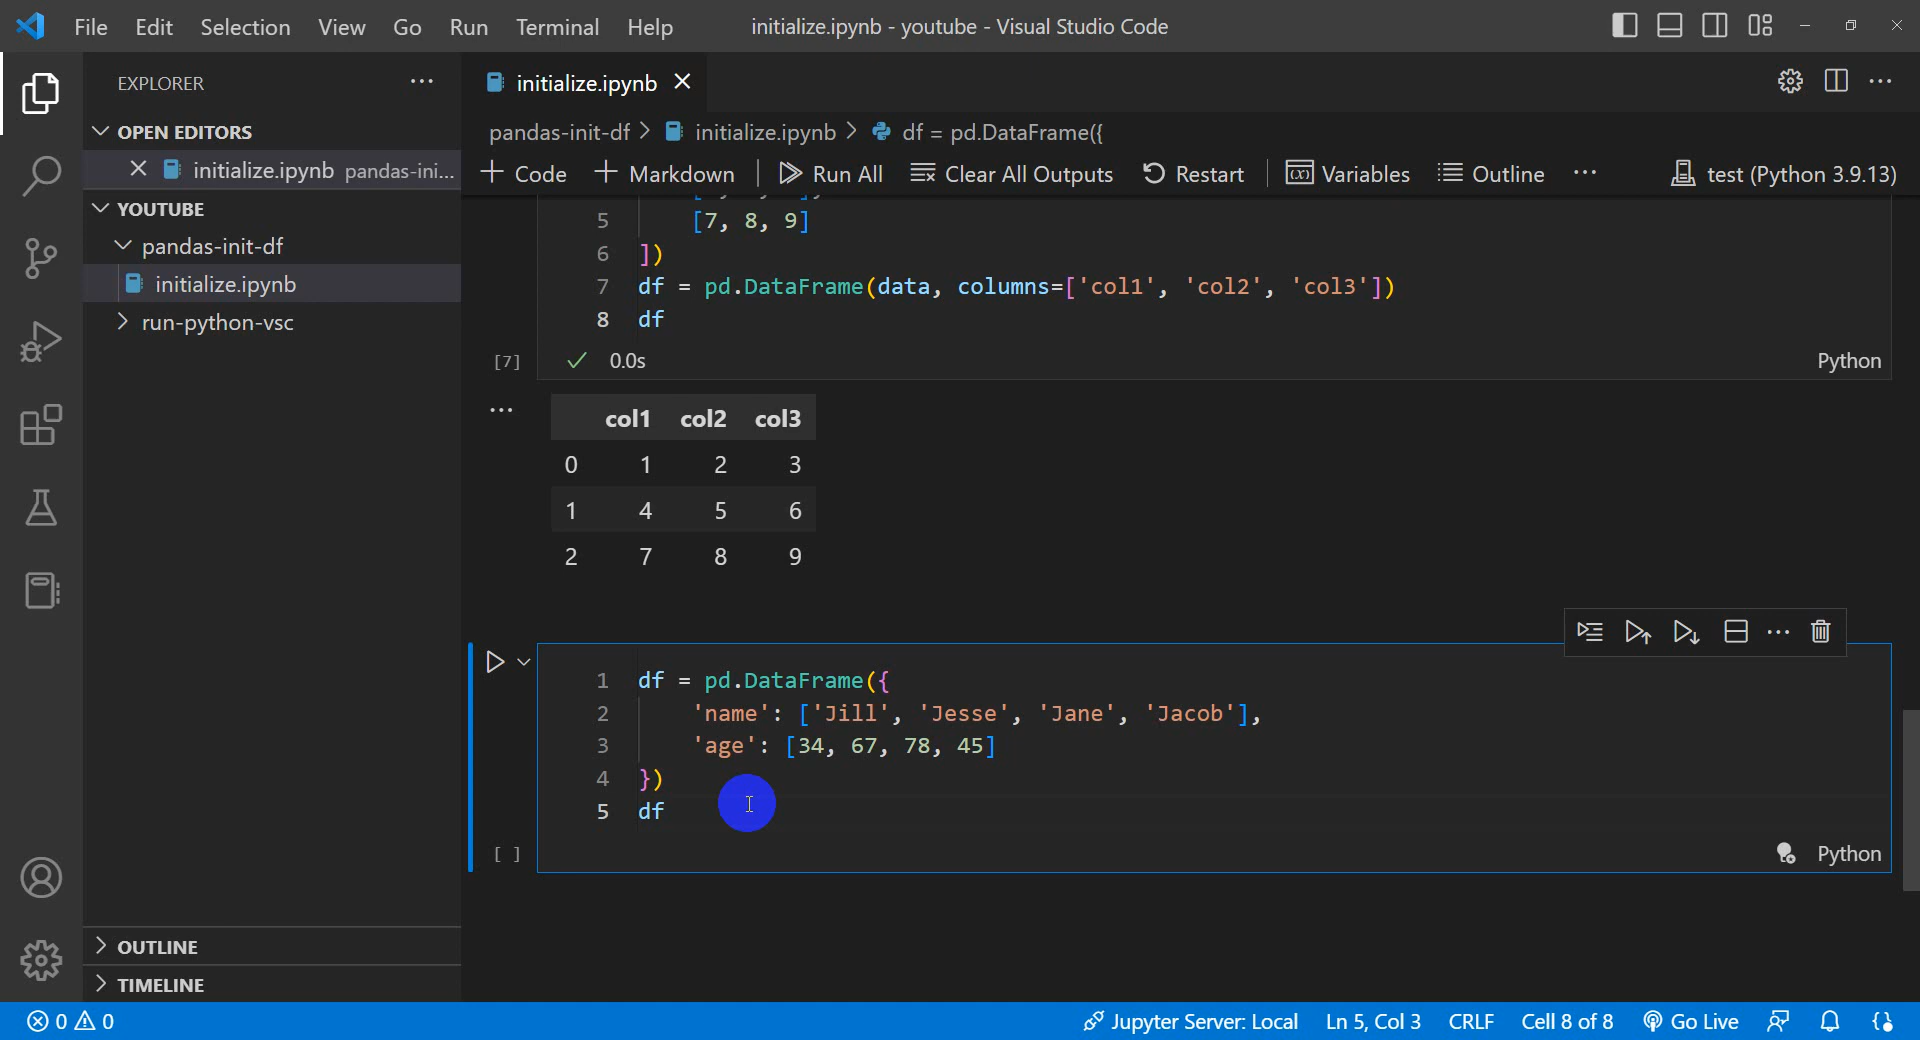 File Edit Selection View Go Run Terminal Help initialize.ipynb - youtube - Visual Studio Code
EXPLORER
OPEN EDITORS
initialize.ipynb pandas-ini...
YOUTUBE
pandas-init-df
initialize.ipynb
run-python-vsc
OUTLINE
TIMELINE
initialize.ipynb
pandas-init-df > initialize.ipynb > df = pd.DataFrame({
Code Markdown Run All Clear All Outputs Restart Variables Outline ... test (Python 3.9.13)
5 [7, 8, 9]
6 ])
7 df = pd.DataFrame(data, columns=['col1', 'col2', 'col3'])
8 df
[7] 0.0s Python
col1 col2 col3
0 1 2 3
1 4 5 6
2 7 8 9
1 df = pd.DataFrame({
2 'name': ['Jill', 'Jesse', 'Jane', 'Jacob'],
3 'age': [34, 67, 78, 45]
4 })
5 df
[ ] Python
0 0 Jupyter Server: Local Ln 5, Col 3 CRLF Cell 8 of 8 Go Live